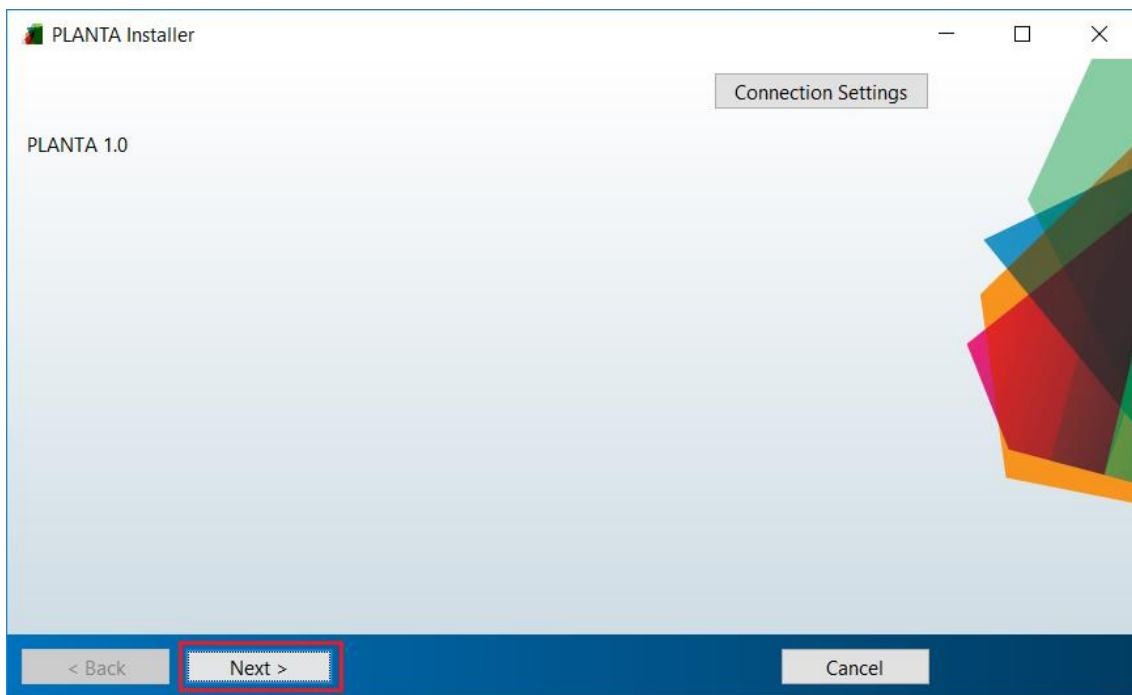 PLANTA Installer
Connection Settings
PLANTA 1.0
< Back
Next >
Cancel